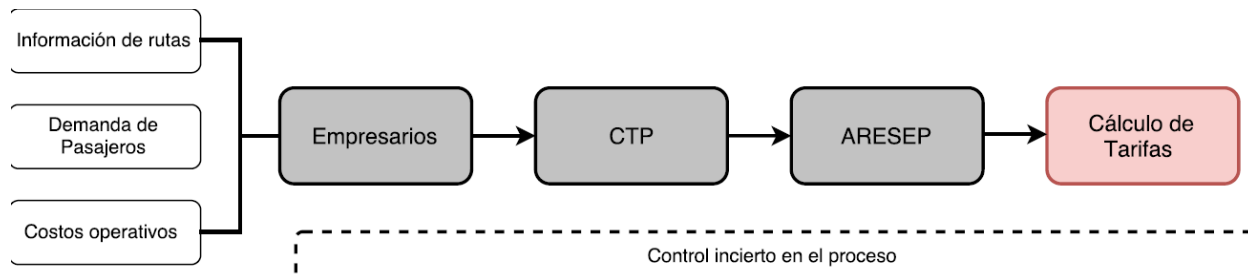 Información de rutas
Demanda de
Pasajeros
Costos operativos
Empresarios
CTP
ARESEP
Cálculo de
Tarifas
Control incierto en el proceso